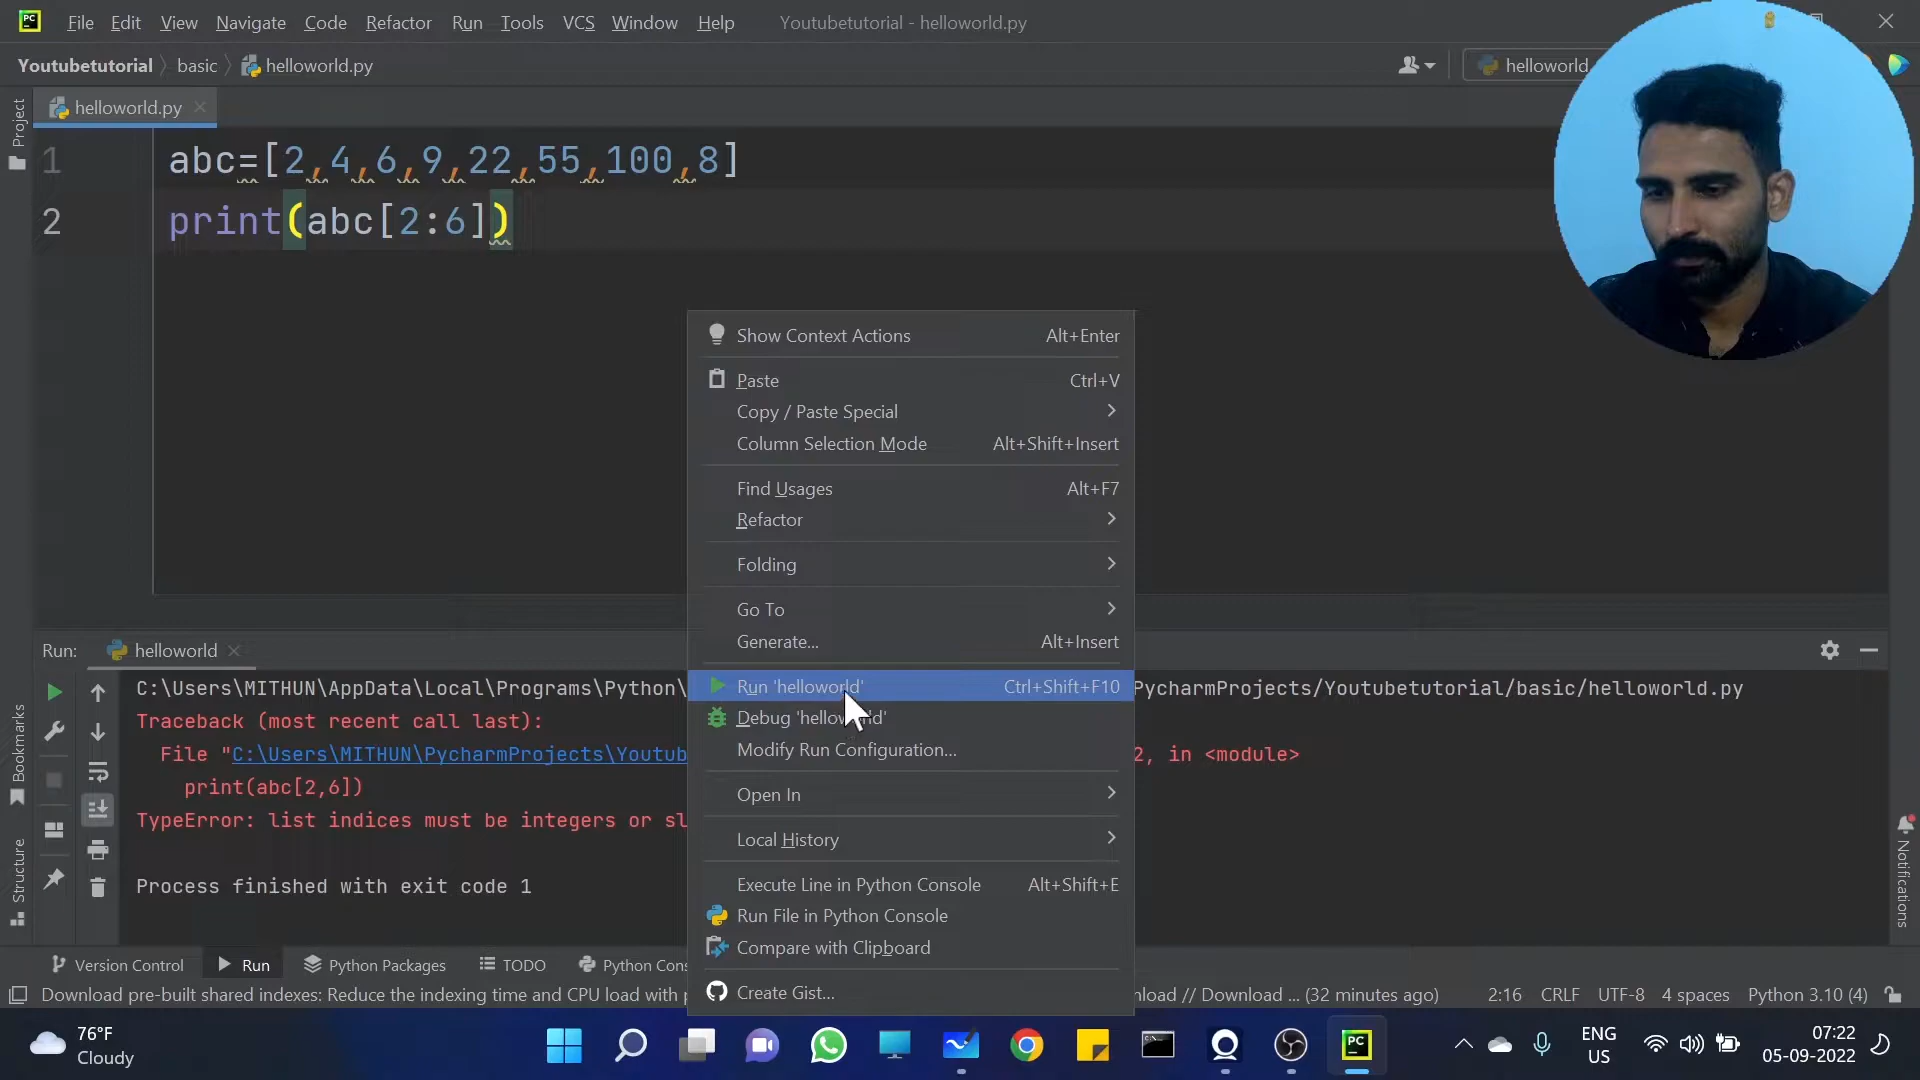 File Edit View Navigate Code Refactor Run Tools VCS Window Help Youtubetutorial - helloworld.py
Youtubetutorial basic helloworld.py helloworld
helloworld.py
Project
1 abc=[2,4,6,9,22,55,100,8]
2 print(abc[2:6])
Show Context Actions Alt+Enter
Paste Ctrl+V
Copy / Paste Special
Column Selection Mode Alt+Shift+Insert
Find Usages Alt+F7
Refactor
Folding
Go To
Generate... Alt+Insert
Run 'helloworld' Ctrl+Shift+F10
Debug 'helloworld'
Modify Run Configuration...
Open In
Local History
Execute Line in Python Console Alt+Shift+E
Run File in Python Console
Compare with Clipboard
Create Gist...
Run: helloworld
C:\Users\MITHUN\AppData\Local\Programs\Python\ PycharmProjects/Youtubetutorial/basic/helloworld.py
Traceback (most recent call last):
File "C:\Users\MITHUN\PycharmProjects\Youtub 2, in <module>
print(abc[2,6])
TypeError: list indices must be integers or sl
Process finished with exit code 1
Bookmarks
Structure
Notifications
Version Control Run Python Packages TODO Python Cons
Download pre-built shared indexes: Reduce the indexing time and CPU load with p nload // Download ... (32 minutes ago) 2:16 CRLF UTF-8 4 spaces Python 3.10 (4)
76°F
Cloudy
PC
ENG
US
07:22
05-09-2022